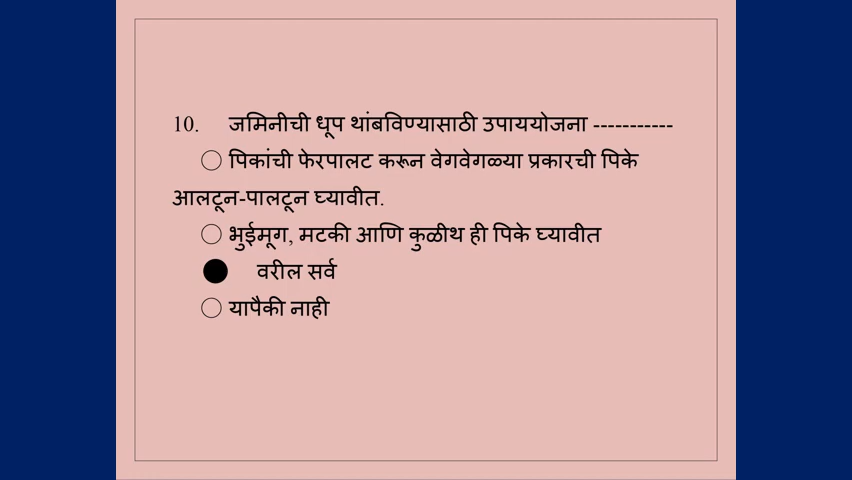 10. जमिनीची धूप थांबविण्यासाठी उपाययोजना -----------
○ पिकांची फेरपालट करून वेगवेगळ्या प्रकारची पिके
आलटून-पालटून घ्यावीत.
○ भुईमूग, मटकी आणि कुळीथ ही पिके घ्यावीत
● वरील सर्व
○ यापैकी नाही